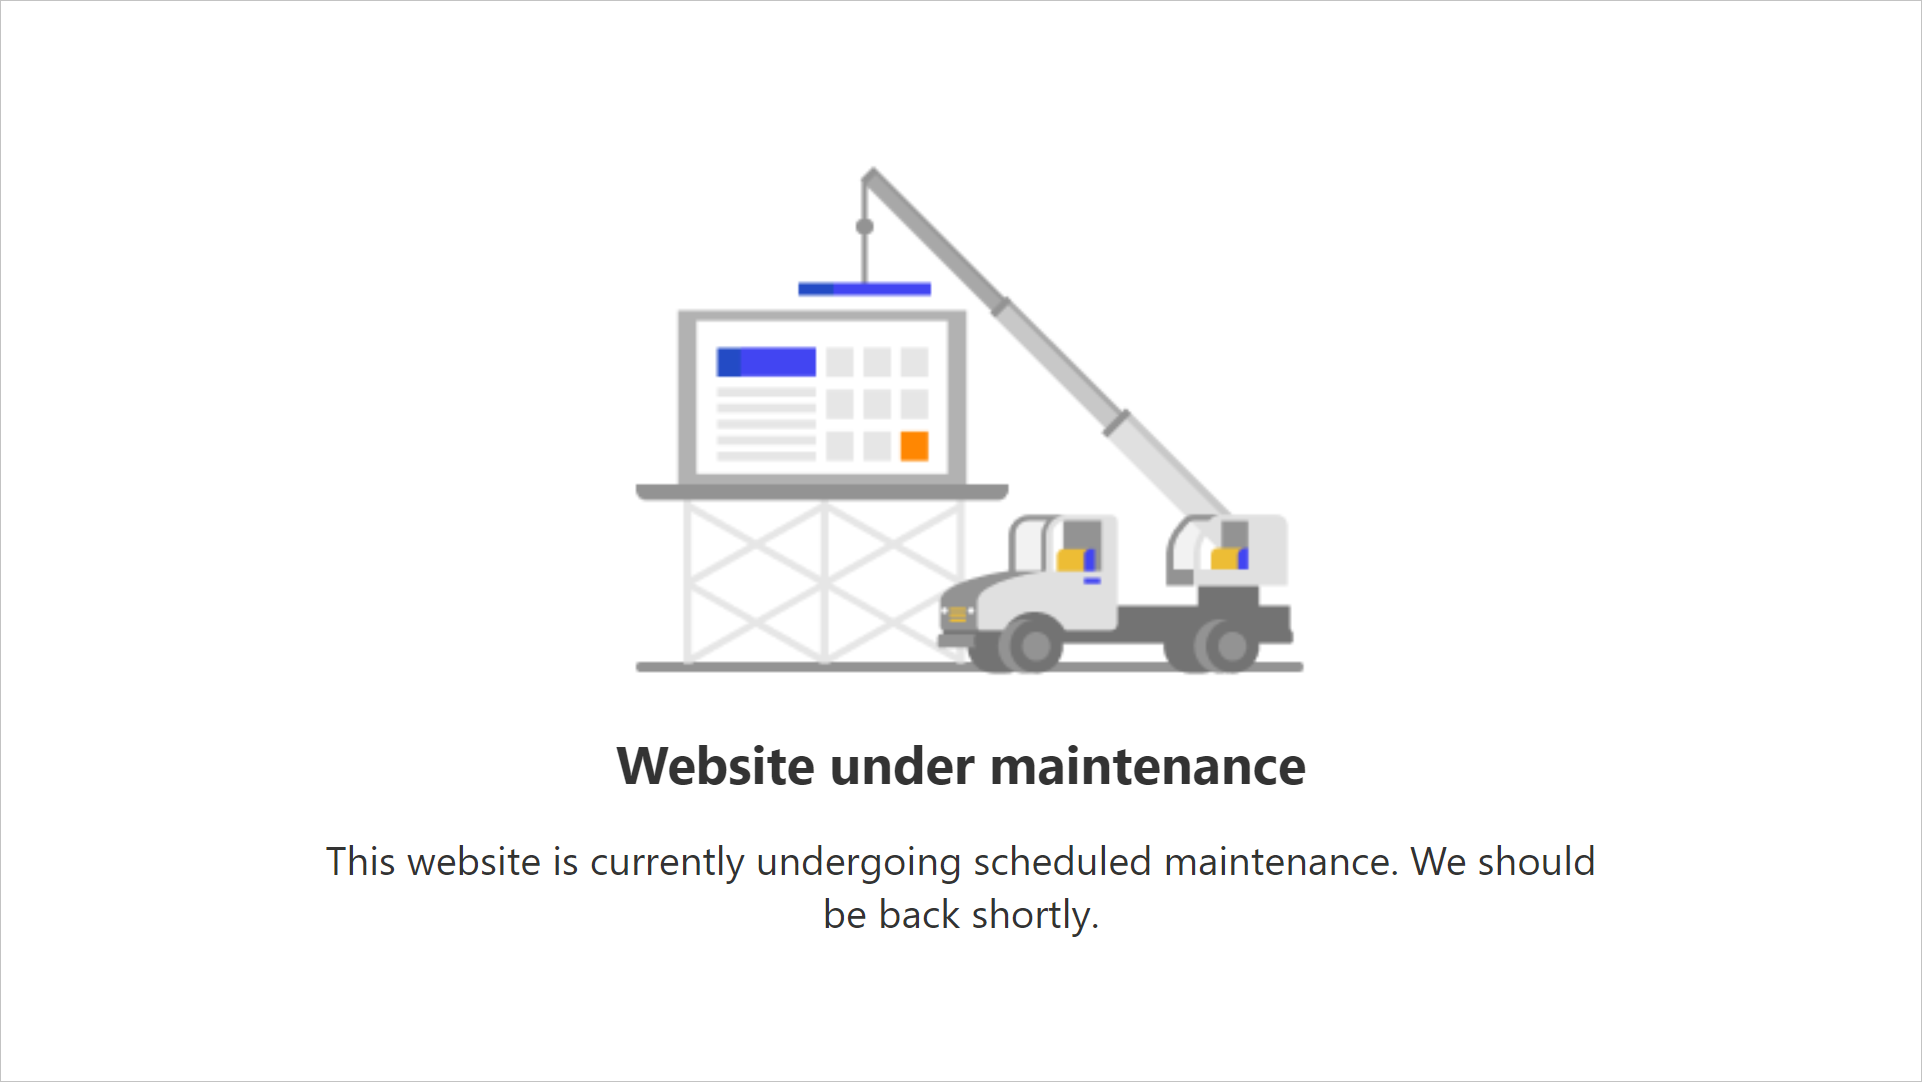 Website under maintenance
This website is currently undergoing scheduled maintenance. We should
be back shortly.